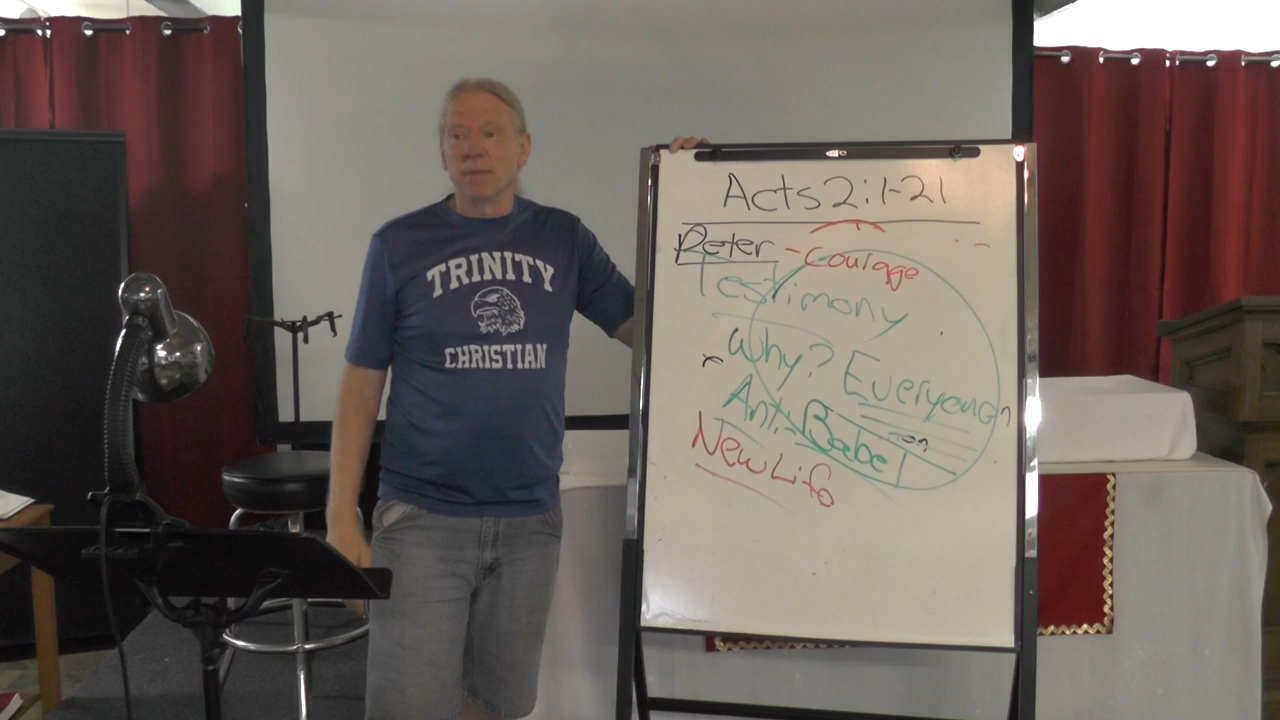 TRINITY
CHRISTIAN
Acts 2:1-21
Peter - Courage
Testimony
Why? Everyone
Anti-Babel
New Life